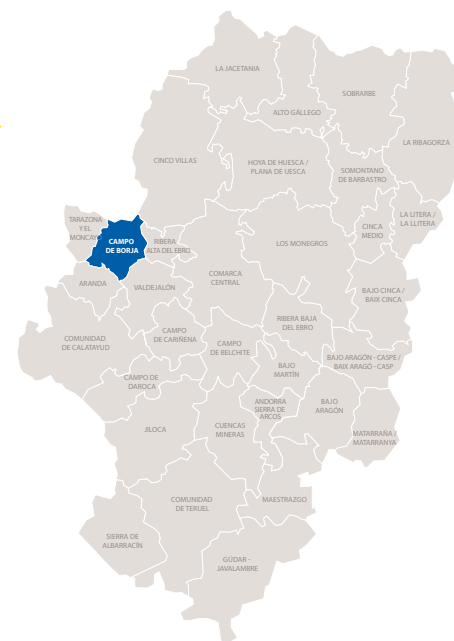 LA JACETANIA
ALTO GÁLLEGO
SOBRARBE
LA RIBAGORZA
CINCO VILLAS
HOYA DE HUESCA /
PLANA DE UESCA
SOMONTANO
DE BARBASTRO
TARAZONA
Y EL
MONCAYO
CAMPO
DE BORJA
RIBERA
ALTA DEL EBRO
LOS MONEGROS
CINCA
MEDIO
LA LITERA /
LA LLITERA
ARANDA
VALDEJALÓN
COMARCA
CENTRAL
BAJO CINCA /
BAIX CINCA
COMUNIDAD
DE CALATAYUD
CAMPO
DE CARIÑENA
CAMPO
DE BELCHITE
RIBERA BAJA
DEL EBRO
BAJO ARAGÓN - CASPE /
BAIX ARAGÓ - CASP
CAMPO DE
DAROCA
BAJO
MARTÍN
JILOCA
CUENCAS
MINERAS
ANDORRA
SIERRA DE
ARCOS
BAJO
ARAGÓN
MATARRAÑA /
MATARRANYA
COMUNIDAD
DE TERUEL
MAESTRAZGO
SIERRA DE
ALBARRACÍN
GÚDAR -
JAVALAMBRE